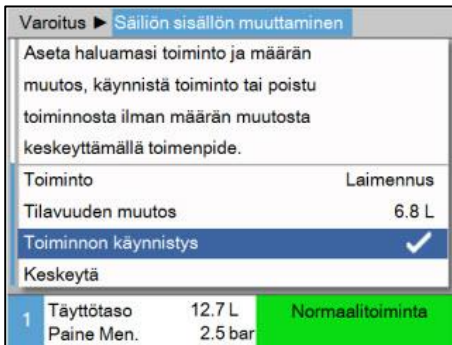 Varoitus ► Säiliön sisällön muuttaminen
Aseta haluamasi toiminto ja määrän
muutos, käynnistä toiminto tai poistu
toiminnosta ilman määrän muutosta
keskeyttämällä toimenpide.
Toiminto Laimennus
Tilavuuden muutos 6.8 L
Toiminnon käynnistys ✓
Keskeytä
1 Täyttötaso 12.7 L Normaalitoiminta
Paine Men. 2.5 bar